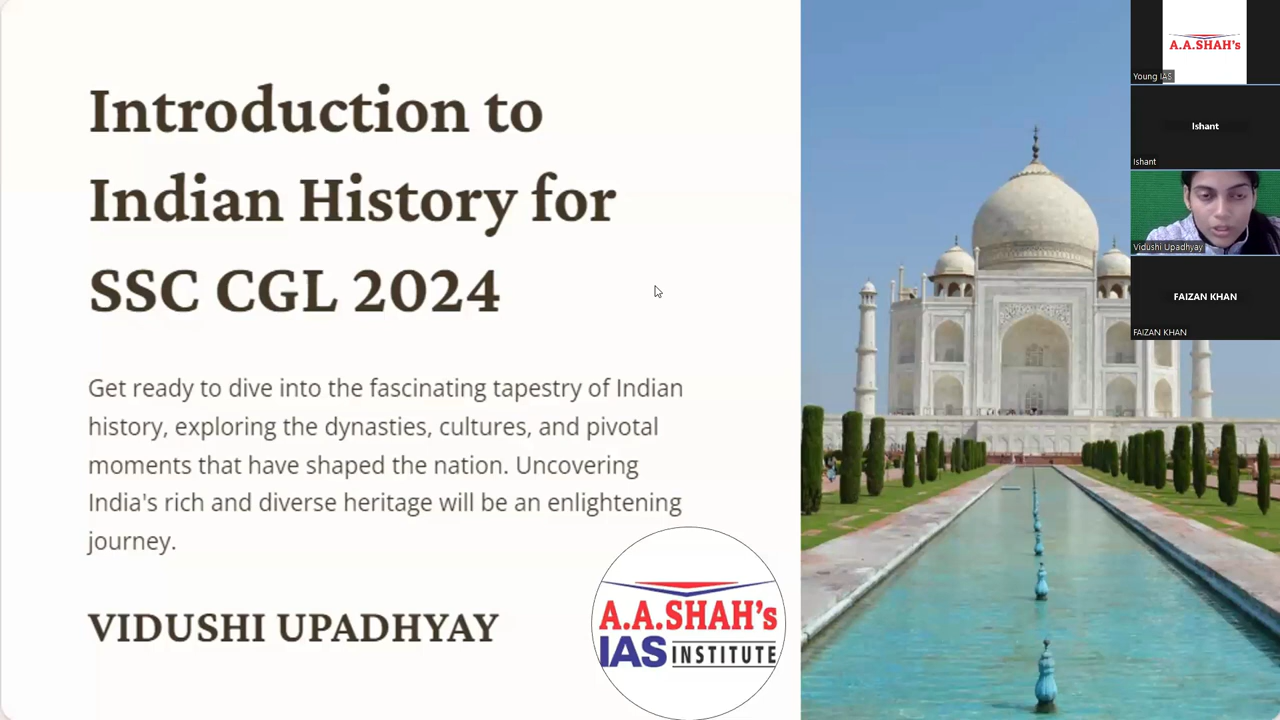 Introduction to
Indian History for
SSC CGL 2024
Get ready to dive into the fascinating tapestry of Indian
history, exploring the dynasties, cultures, and pivotal
moments that have shaped the nation. Uncovering
India's rich and diverse heritage will be an enlightening
journey.
VIDUSHI UPADHYAY
A.A.SHAH's
IAS INSTITUTE
A.A.SHAH's
Young IAS
Ishant
Ishant
Vidushi Upadhyay
FAIZAN KHAN
FAIZAN KHAN